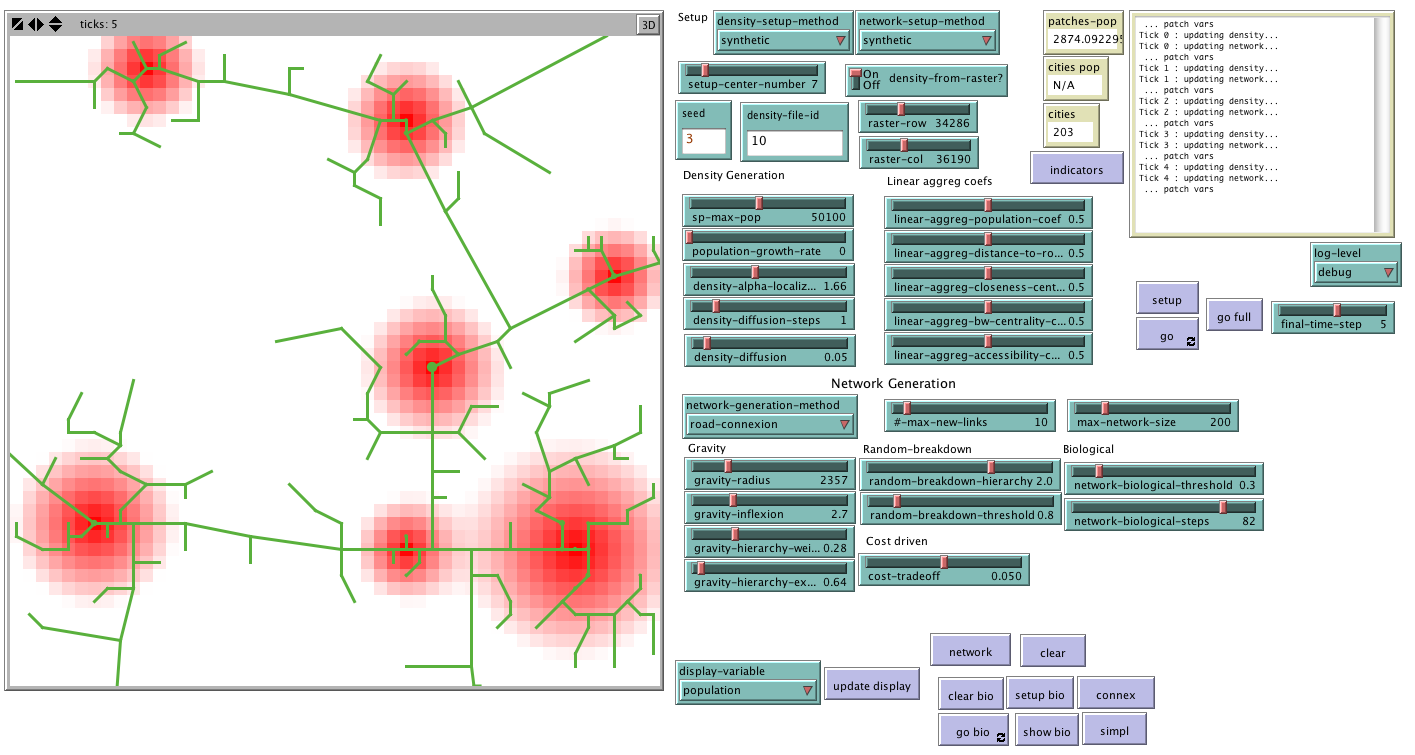 ticks: 5
3D
Setup
density-setup-method
synthetic
network-setup-method
synthetic
setup-center-number 7
On
Off
density-from-raster?
seed
3
density-file-id
10
raster-row 34286
raster-col 36190
patches-pop
2874.092295
cities pop
N/A
cities
203
indicators
... patch vars
Tick 0 : updating density...
Tick 0 : updating network...
... patch vars
Tick 1 : updating density...
Tick 1 : updating network...
... patch vars
Tick 2 : updating density...
Tick 2 : updating network...
... patch vars
Tick 3 : updating density...
Tick 3 : updating network...
... patch vars
Tick 4 : updating density...
Tick 4 : updating network...
... patch vars
Density Generation
sp-max-pop 50100
population-growth-rate 0
density-alpha-localiz... 1.66
density-diffusion-steps 1
density-diffusion 0.05
Linear aggreg coefs
linear-aggreg-population-coef 0.5
linear-aggreg-distance-to-ro... 0.5
linear-aggreg-closeness-cent... 0.5
linear-aggreg-bw-centrality-c... 0.5
linear-aggreg-accessibility-c... 0.5
log-level
debug
setup
go
go full
final-time-step 5
Network Generation
network-generation-method
road-connexion
#-max-new-links 10
max-network-size 200
Gravity
gravity-radius 2357
gravity-inflexion 2.7
gravity-hierarchy-wei... 0.28
gravity-hierarchy-ex... 0.64
Random-breakdown
random-breakdown-hierarchy 2.0
random-breakdown-threshold 0.8
Biological
network-biological-threshold 0.3
network-biological-steps 82
Cost driven
cost-tradeoff 0.050
display-variable
population
update display
network
clear
clear bio
setup bio
connex
go bio
show bio
simpl